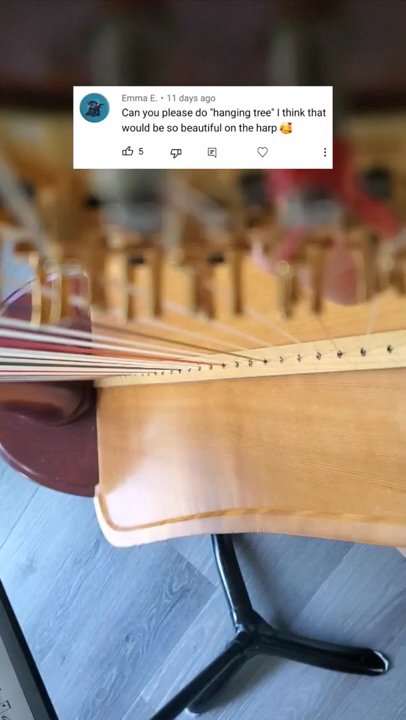 Emma E. • 11 days ago
Can you please do "hanging tree" I think that
would be so beautiful on the harp 🥰
5